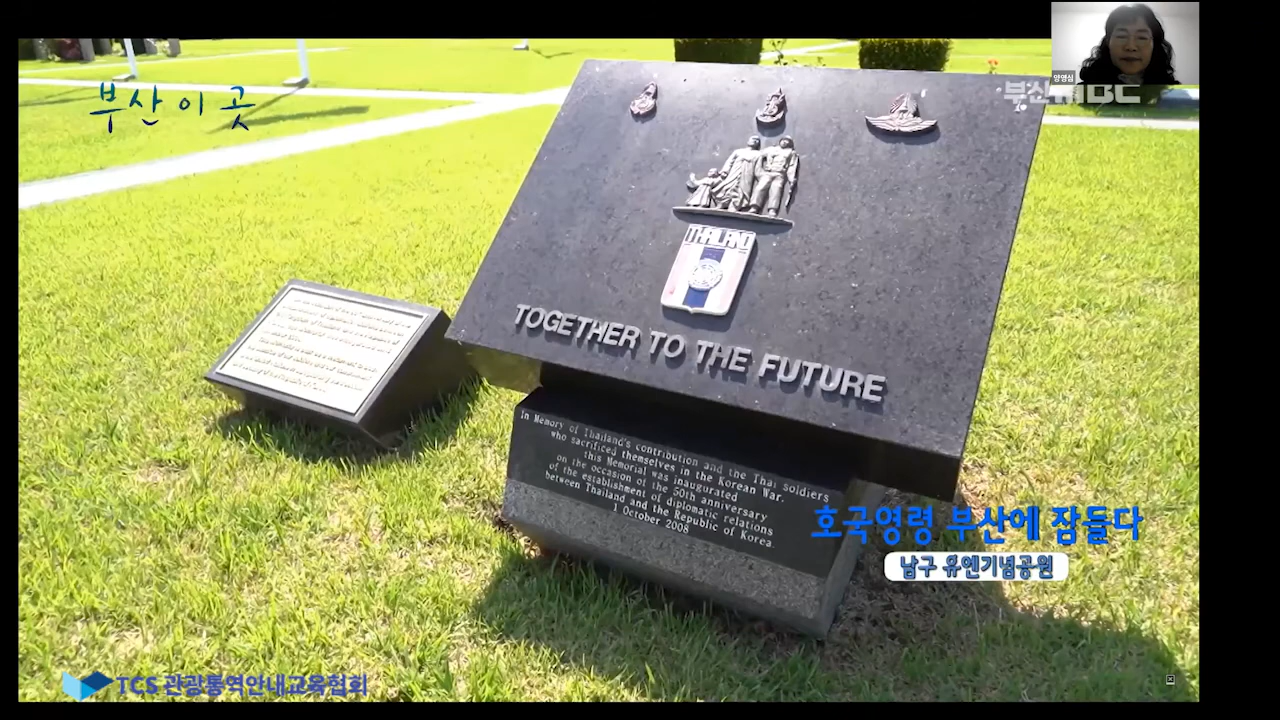 부산 이 곳
양영심
부산MBC
THAILAND
TOGETHER TO THE FUTURE
In Memory of Thailand's contribution and the Thai soldiers
who sacrificed themselves in the Korean War.
this Memorial was inaugurated
on the occasion of the 50th anniversary
of the establishment of diplomatic relations
between Thailand and the Republic of Korea.
1 October 2008
호국영령 부산에 잠들다
남구 유엔기념공원
TCS 관광통역안내교육협회